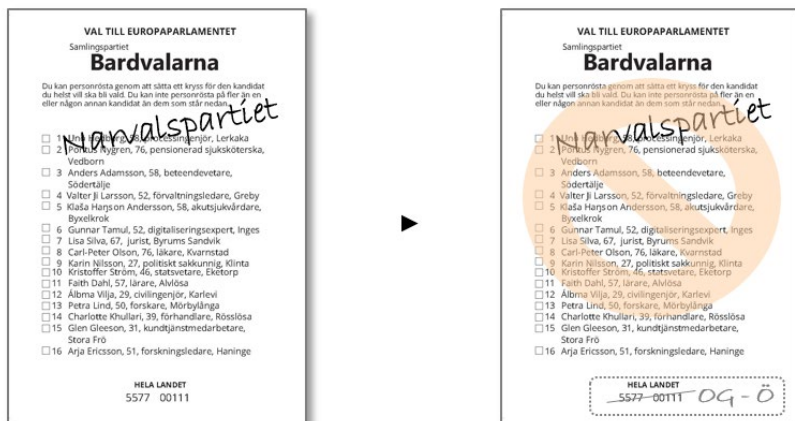 VAL TILL EUROPAPARLAMENTET
Samlingspartiet
Bardvalarna
Du kan personrösta genom att sätta ett kryss för den kandidat
du helst vill ska bli vald. Du kan inte personrösta på fler än en
eller någon annan kandidat än dem som står nedan.
Narvalspartiet
1 Unn Hedberg, 58, processingenjör, Lerkaka
2 Pontus Nygren, 76, pensionerad sjuksköterska,
Vedborn
3 Anders Adamsson, 58, beteendevetare,
Södertälje
4 Valter Ji Larsson, 52, förvaltningsledare, Greby
5 Klaša Hanson Andersson, 58, akutsjukvårdare,
Byxelkrok
6 Gunnar Tamul, 52, digitaliseringsexpert, Inges
7 Lisa Silva, 67, jurist, Byrums Sandvik
8 Carl-Peter Olson, 76, läkare, Kvarnstad
9 Karin Nilsson, 27, politiskt sakkunnig, Klinta
10 Kristoffer Ström, 46, statsvetare, Eketorp
11 Faith Dahl, 57, lärare, Alvlösa
12 Álbma Vilja, 29, civilingenjör, Karlevi
13 Petra Lind, 50, forskare, Mörbylånga
14 Charlotte Khullari, 39, förhandlare, Rösslösa
15 Glen Gleeson, 31, kundtjänstmedarbetare,
Stora Frö
16 Arja Ericsson, 51, forskningsledare, Haninge
HELA LANDET
5577 00111
VAL TILL EUROPAPARLAMENTET
Samlingspartiet
Bardvalarna
Du kan personrösta genom att sätta ett kryss för den kandidat
du helst vill ska bli vald. Du kan inte personrösta på fler än en
eller någon annan kandidat än dem som står nedan.
Narvalspartiet
1 Unn Hedberg, 58, processingenjör, Lerkaka
2 Pontus Nygren, 76, pensionerad sjuksköterska,
Vedborn
3 Anders Adamsson, 58, beteendevetare,
Södertälje
4 Valter Ji Larsson, 52, förvaltningsledare, Greby
5 Klaša Hanson Andersson, 58, akutsjukvårdare,
Byxelkrok
6 Gunnar Tamul, 52, digitaliseringsexpert, Inges
7 Lisa Silva, 67, jurist, Byrums Sandvik
8 Carl-Peter Olson, 76, läkare, Kvarnstad
9 Karin Nilsson, 27, politiskt sakkunnig, Klinta
10 Kristoffer Ström, 46, statsvetare, Eketorp
11 Faith Dahl, 57, lärare, Alvlösa
12 Álbma Vilja, 29, civilingenjör, Karlevi
13 Petra Lind, 50, forskare, Mörbylånga
14 Charlotte Khullari, 39, förhandlare, Rösslösa
15 Glen Gleeson, 31, kundtjänstmedarbetare,
Stora Frö
16 Arja Ericsson, 51, forskningsledare, Haninge
HELA LANDET
5577 00111 OG-Ö